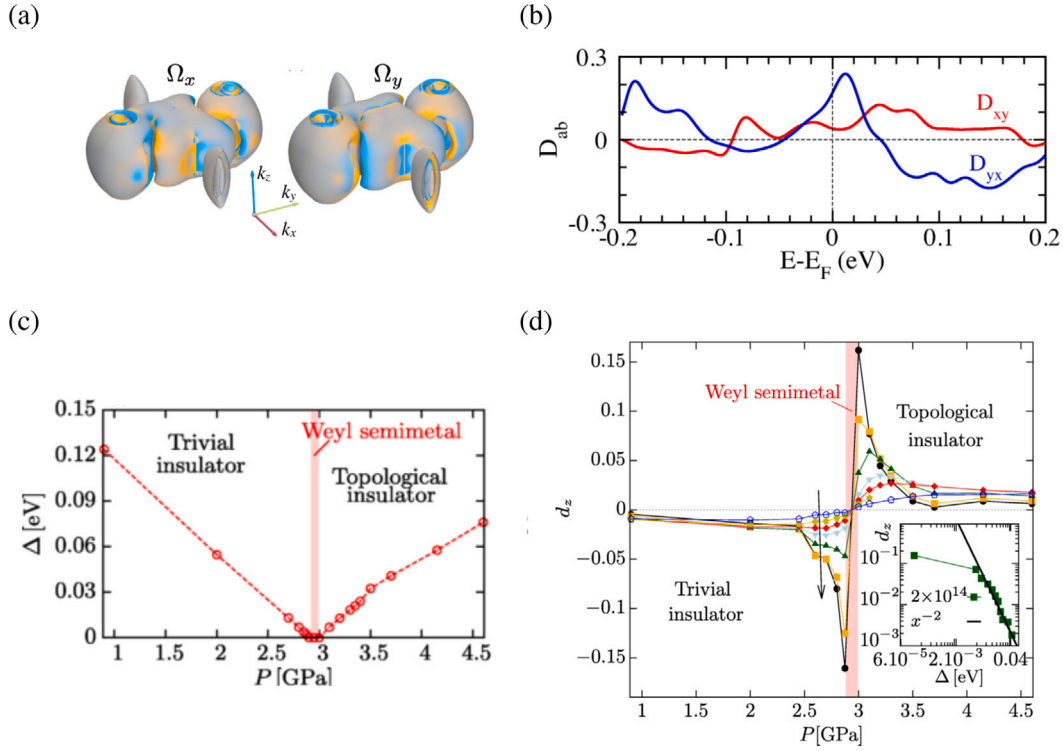 (a)
Ωx
Ωy
kz
ky
kx
(b)
0.3
0
-0.3
Dab
Dxy
Dyx
-0.2
-0.1
0
0.1
0.2
E-EF (eV)
(c)
0.15
0.12
0.09
0.06
0.03
0
Δ [eV]
Trivial
insulator
Weyl semimetal
Topological
insulator
1
1.5
2
2.5
3
3.5
4
4.5
P [GPa]
(d)
0.15
0.10
0.05
0
−0.05
−0.10
−0.15
dz
Weyl semimetal
Topological
insulator
Trivial
insulator
dz
10⁻¹
10⁻²
10⁻³
2×10¹⁴
x⁻²
6.10⁻⁵
2.10⁻³
0.04
Δ [eV]
1
1.5
2
2.5
3
3.5
4
4.5
P[GPa]